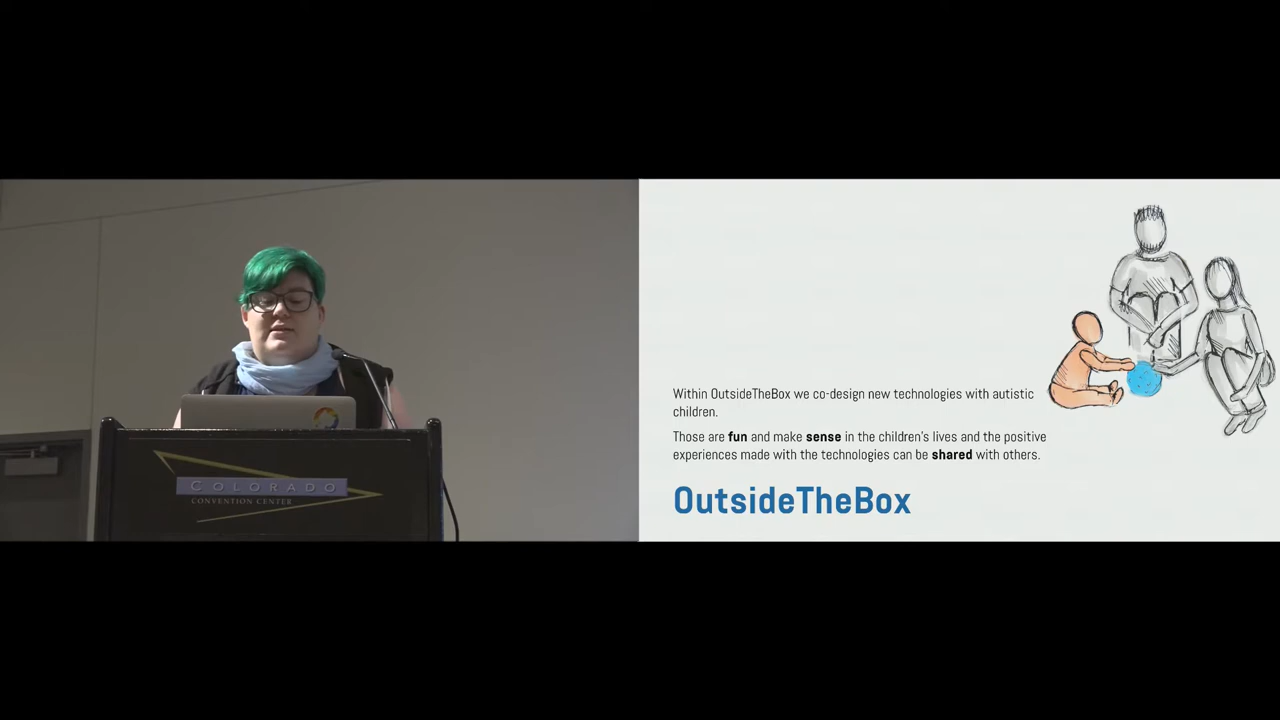 COLORADO
CONVENTION CENTER
Within OutsideTheBox we co-design new technologies with autistic
children.
Those are fun and make sense in the children's lives and the positive
experiences made with the technologies can be shared with others.
OutsideTheBox